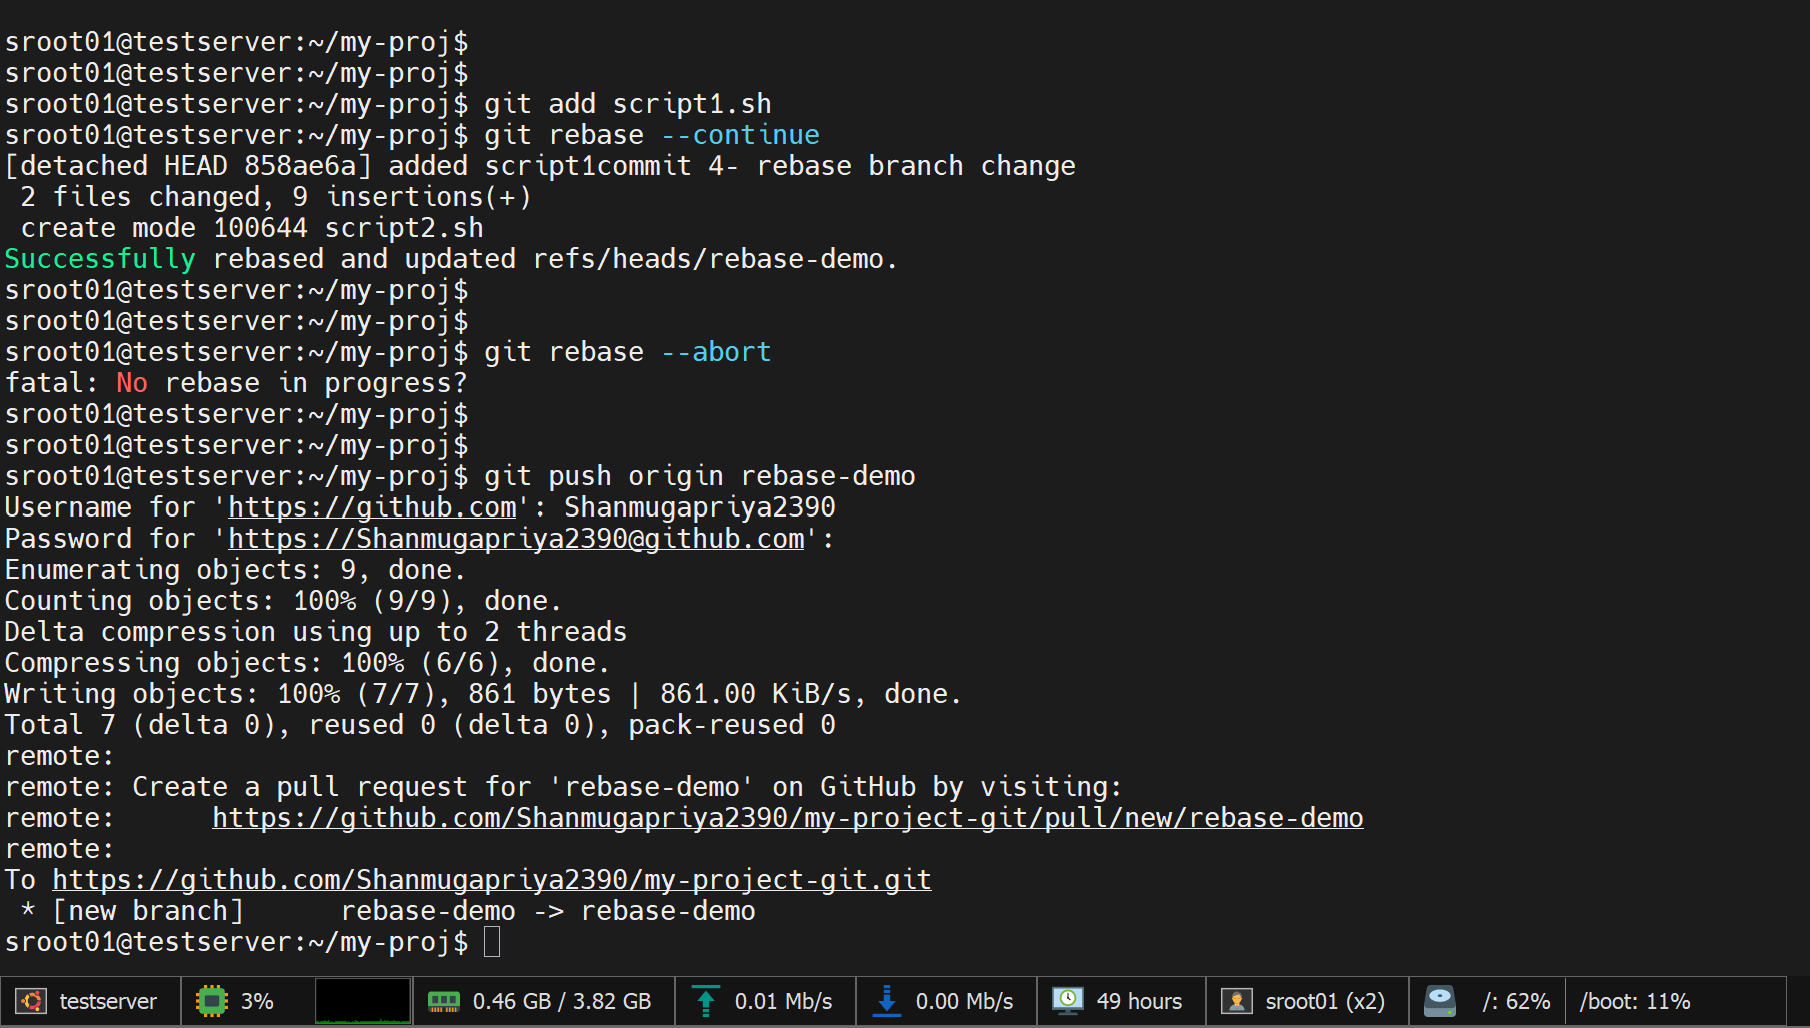 sroot01@testserver:~/my-proj$
sroot01@testserver:~/my-proj$
sroot01@testserver:~/my-proj$ git add script1.sh
sroot01@testserver:~/my-proj$ git rebase --continue
[detached HEAD 858ae6a] added script1commit 4- rebase branch change
 2 files changed, 9 insertions(+)
 create mode 100644 script2.sh
Successfully rebased and updated refs/heads/rebase-demo.
sroot01@testserver:~/my-proj$
sroot01@testserver:~/my-proj$
sroot01@testserver:~/my-proj$ git rebase --abort
fatal: No rebase in progress?
sroot01@testserver:~/my-proj$
sroot01@testserver:~/my-proj$
sroot01@testserver:~/my-proj$ git push origin rebase-demo
Username for 'https://github.com': Shanmugapriya2390
Password for 'https://Shanmugapriya2390@github.com':
Enumerating objects: 9, done.
Counting objects: 100% (9/9), done.
Delta compression using up to 2 threads
Compressing objects: 100% (6/6), done.
Writing objects: 100% (7/7), 861 bytes | 861.00 KiB/s, done.
Total 7 (delta 0), reused 0 (delta 0), pack-reused 0
remote:
remote: Create a pull request for 'rebase-demo' on GitHub by visiting:
remote:      https://github.com/Shanmugapriya2390/my-project-git/pull/new/rebase-demo
remote:
To https://github.com/Shanmugapriya2390/my-project-git.git
 * [new branch]      rebase-demo -> rebase-demo
sroot01@testserver:~/my-proj$
testserver 3% 0.46 GB / 3.82 GB 0.01 Mb/s 0.00 Mb/s 49 hours sroot01 (x2) /: 62% /boot: 11%